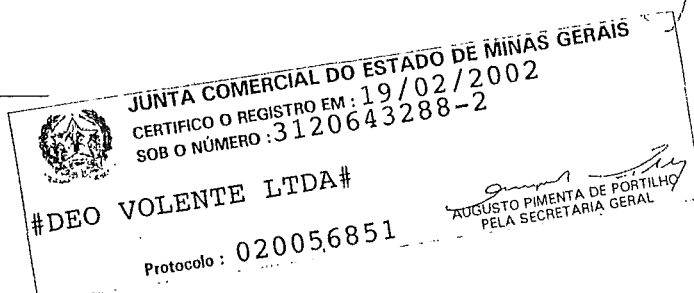 JUNTA COMERCIAL DO ESTADO DE MINAS GERAIS
CERTIFICO O REGISTRO EM : 19/02/2002
SOB O NÚMERO : 3120643288-2
#DEO VOLENTE LTDA#
Protocolo : 020056851
AUGUSTO PIMENTA DE PORTILHO
PELA SECRETARIA GERAL